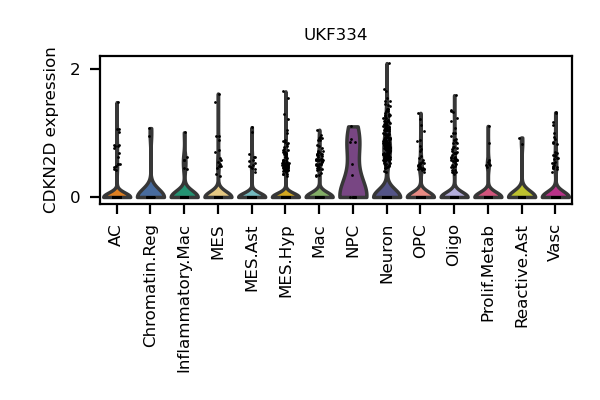 UKF334
CDKN2D expression
2
0
AC
Chromatin.Reg
Inflammatory.Mac
MES
MES.Ast
MES.Hyp
Mac
NPC
Neuron
OPC
Oligo
Prolif.Metab
Reactive.Ast
Vasc